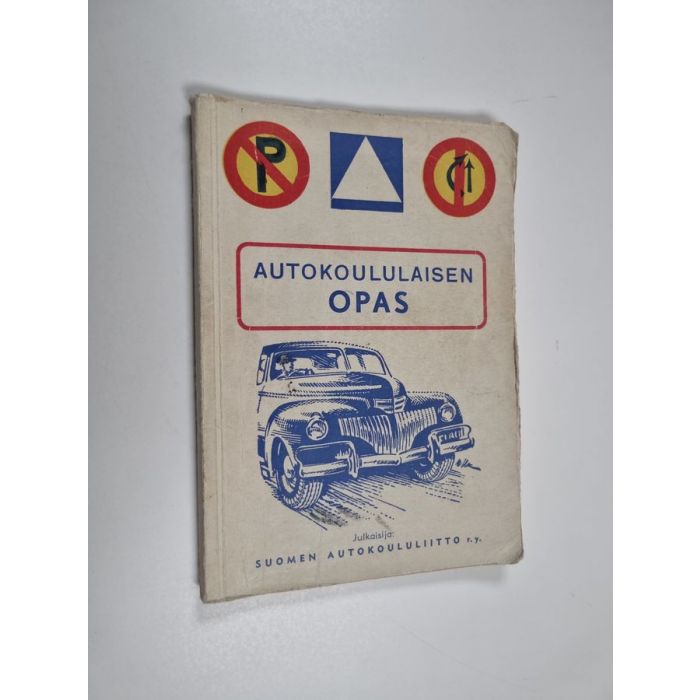 P
AUTOKOULULAISEN
OPAS
Julkaisija:
SUOMEN AUTOKOULULIITTO r.y.